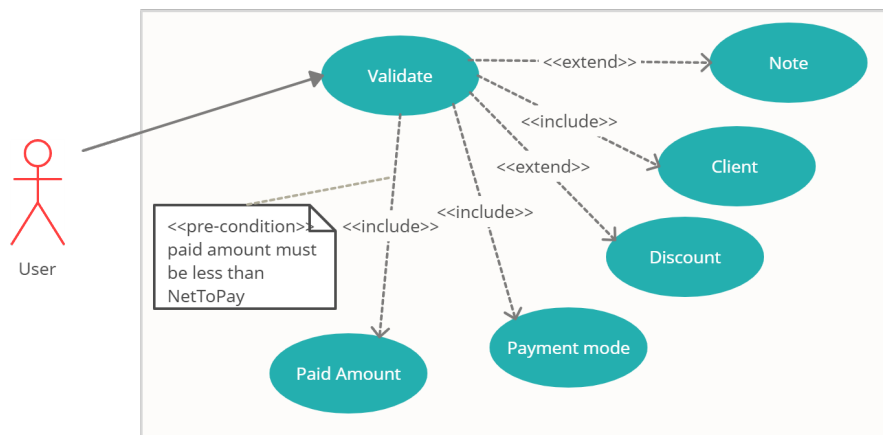 Validate
<<extend>>
Note
<<include>>
Client
<<extend>>
Discount
<<include>>
<<include>>
<<pre-condition>>
paid amount must
be less than
NetToPay
User
Payment mode
Paid Amount